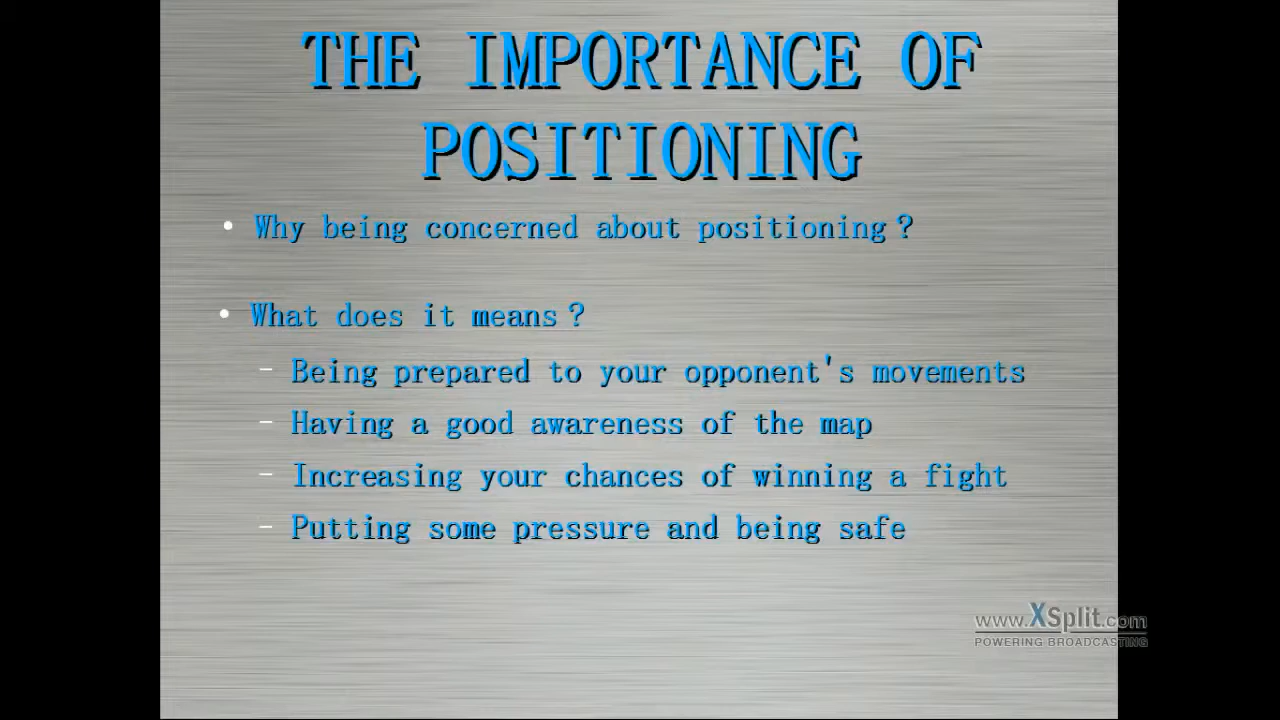 THE IMPORTANCE OF
POSITIONING
• Why being concerned about positioning?
• What does it means?
– Being prepared to your opponent's movements
– Having a good awareness of the map
– Increasing your chances of winning a fight
– Putting some pressure and being safe
www.XSplit.com
POWERING BROADCASTING